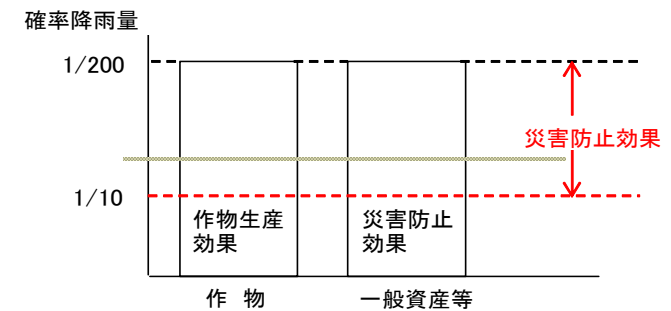 確率降雨量
1/200
災害防止効果
1/10
作物生産
効果
災害防止
効果
作 物
一般資産等